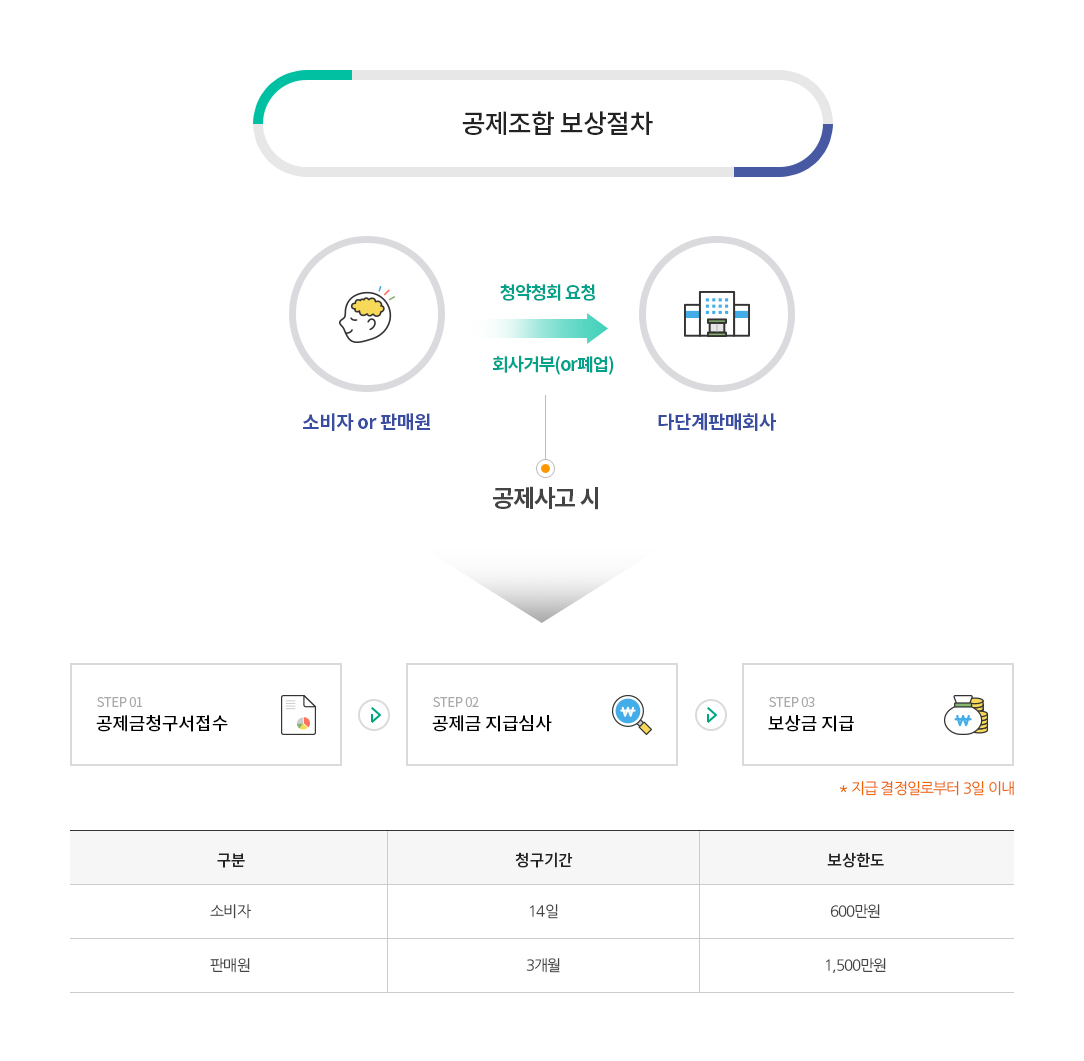 공제조합 보상절차
청약청회 요청
회사거부(or폐업)
소비자 or 판매원
다단계판매회사
공제사고 시
STEP 01
공제금청구서접수
STEP 02
공제금 지급심사
STEP 03
보상금 지급
* 지급 결정일로부터 3일 이내
구분 청구기간 보상한도
소비자 14일 600만원
판매원 3개월 1,500만원